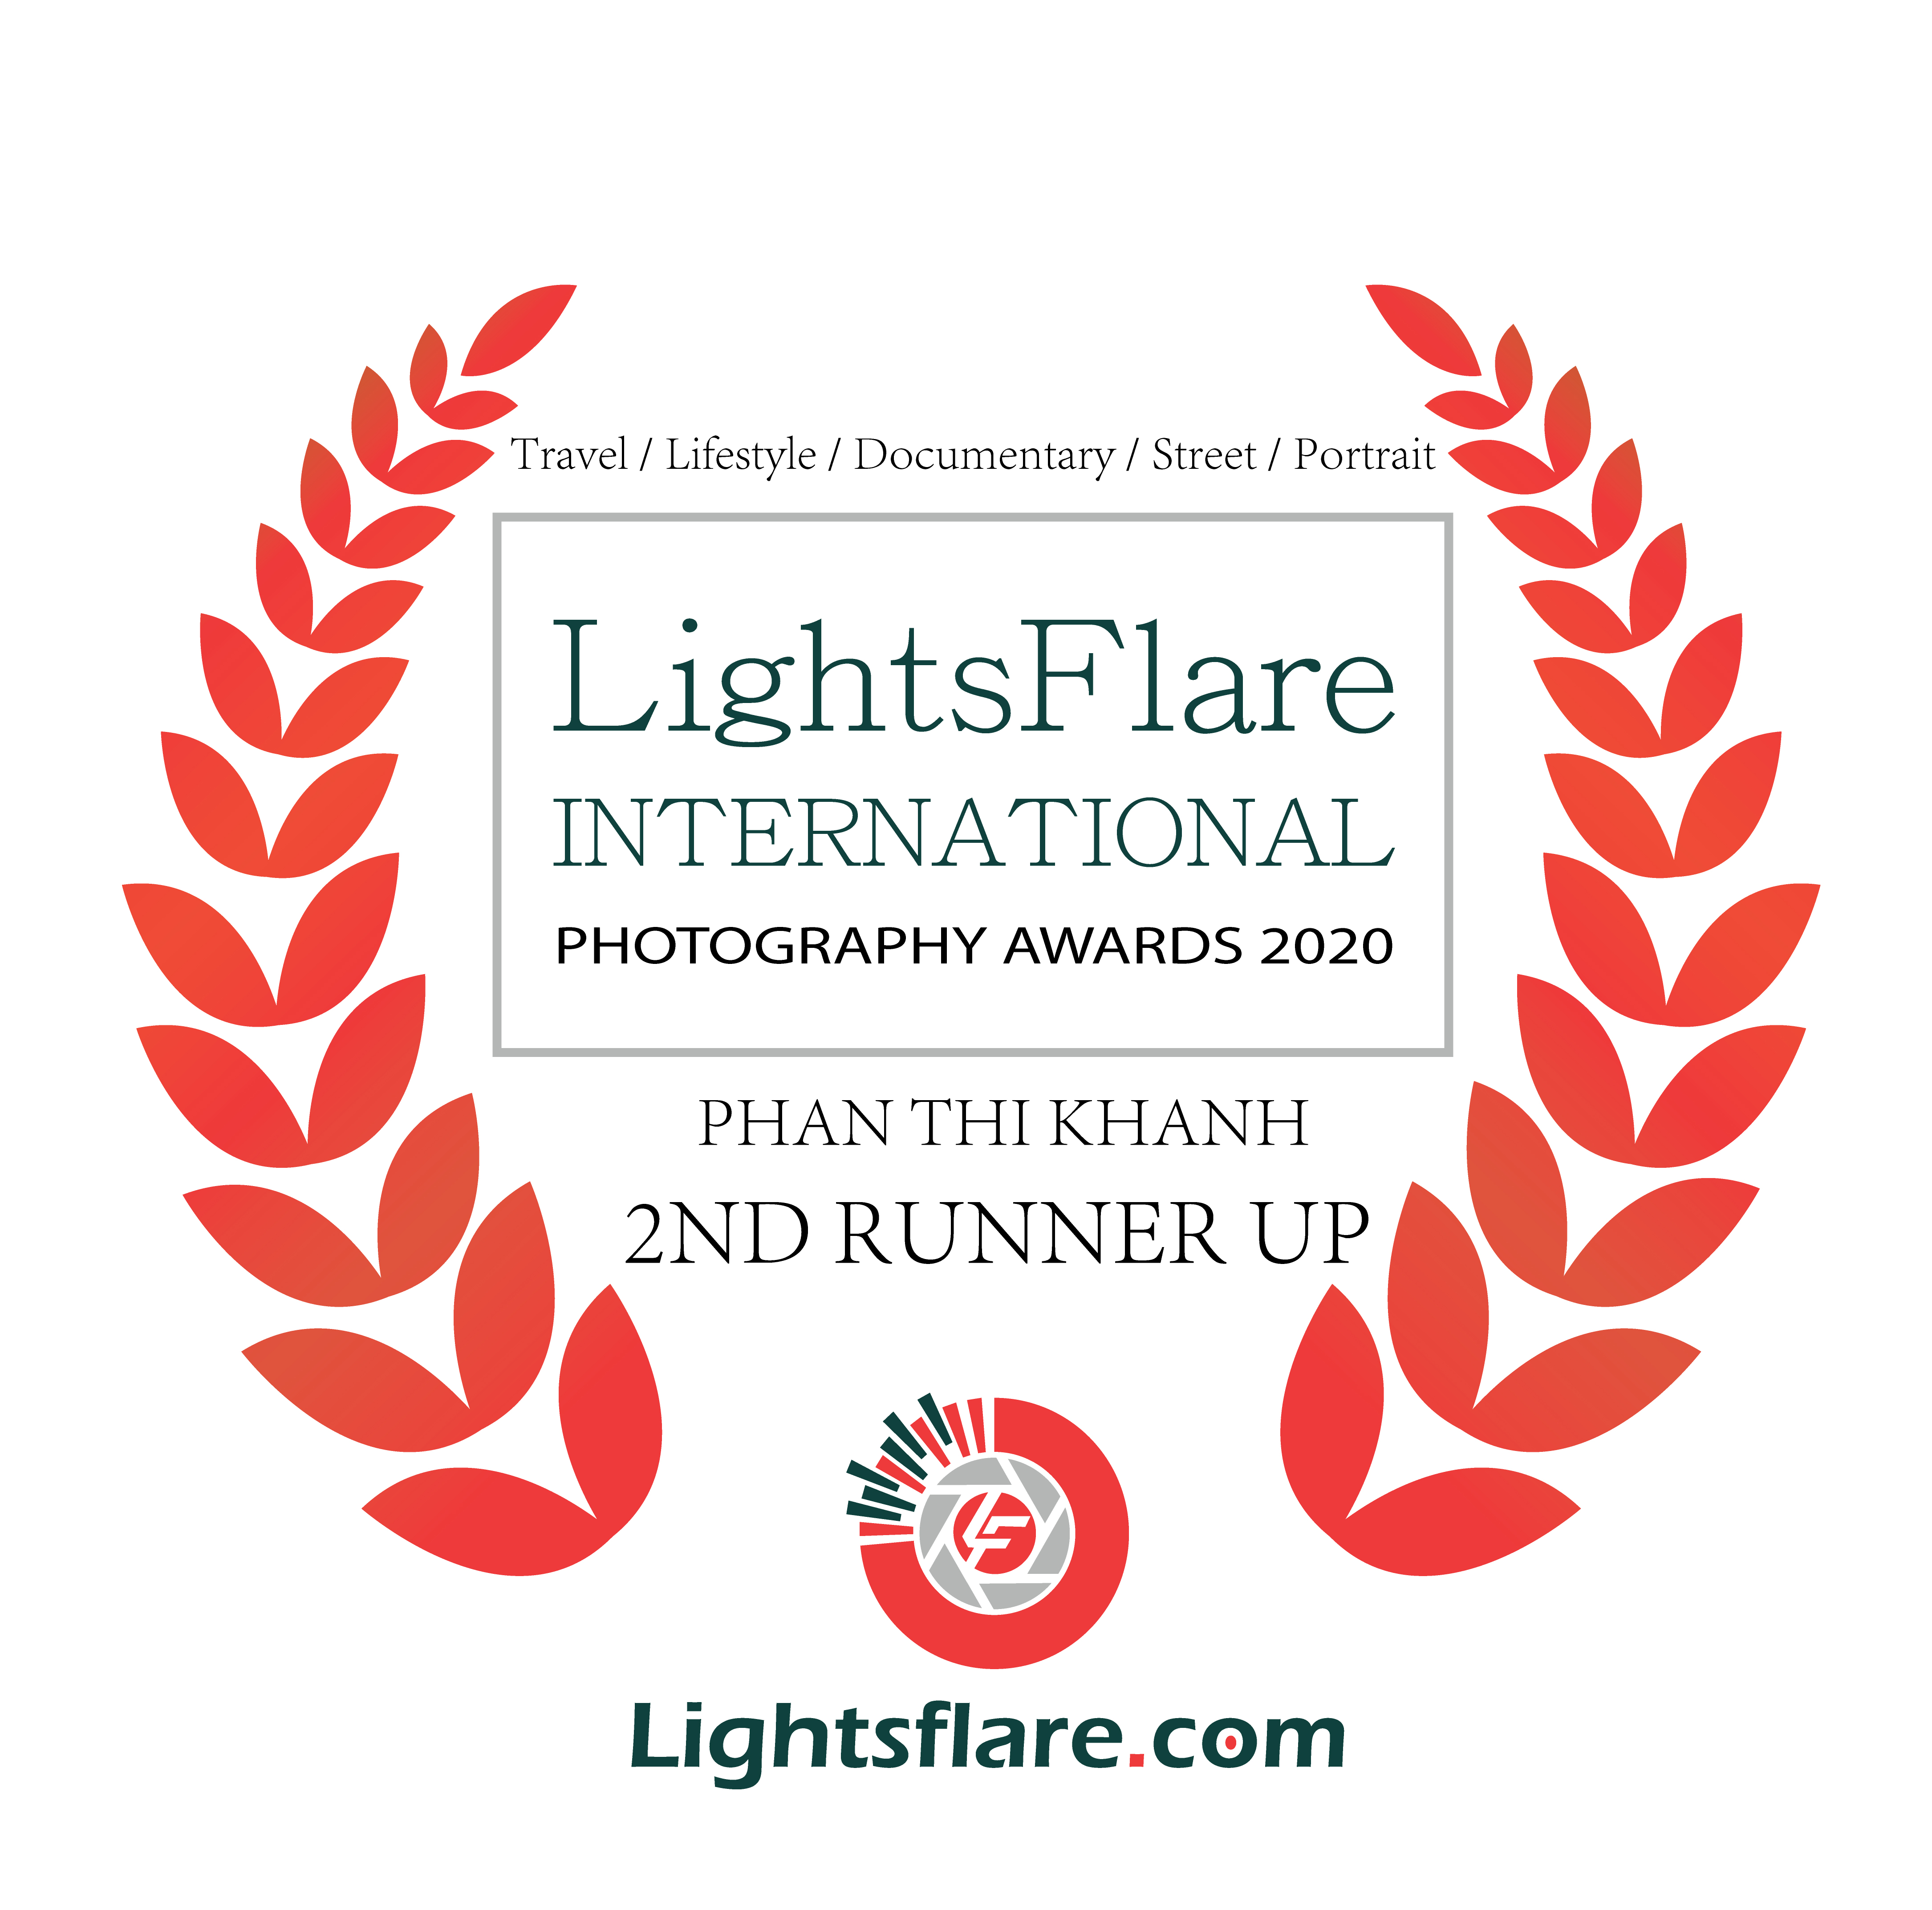 Travel / Lifestyle / Documentary / Street / Portrait
LightsFlare
INTERNATIONAL
PHOTOGRAPHY AWARDS 2020
PHAN THI KHANH
2ND RUNNER UP
Lightsflare.com